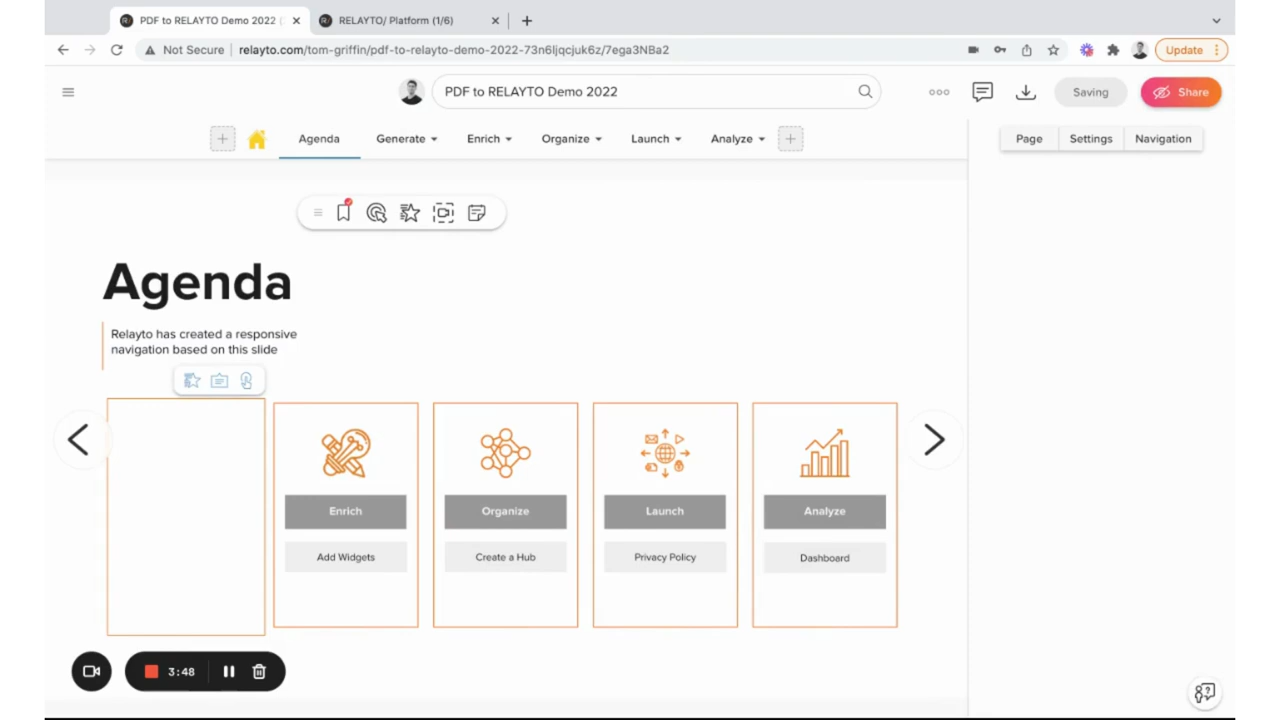 PDF to RELAYTO Demo 2022
RELAYTO/ Platform (1/6)
Not Secure
relayto.com/tom-griffin/pdf-to-relayto-demo-2022-73n6ljqcjuk6z/7ega3NBa2
Update
PDF to RELAYTO Demo 2022
Saving
Share
Agenda
Generate
Enrich
Organize
Launch
Analyze
Page
Settings
Navigation
Agenda
Relayto has created a responsive
navigation based on this slide
Enrich
Organize
Launch
Analyze
Add Widgets
Create a Hub
Privacy Policy
Dashboard
3:48